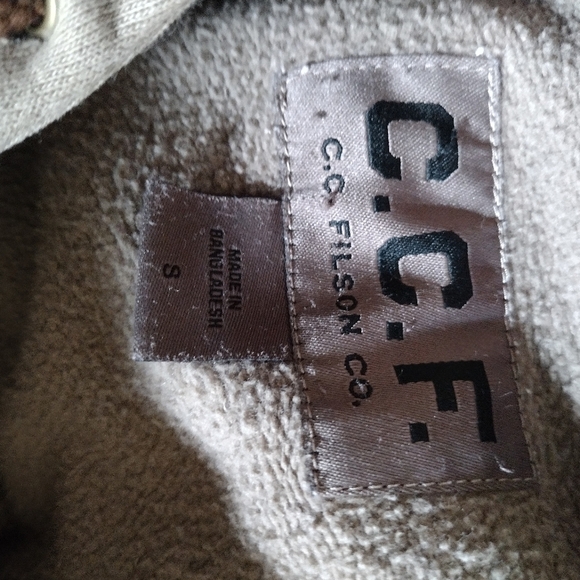 C.C.F.
C.C. FILSON CO.
MADE IN
BANGLADESH
S